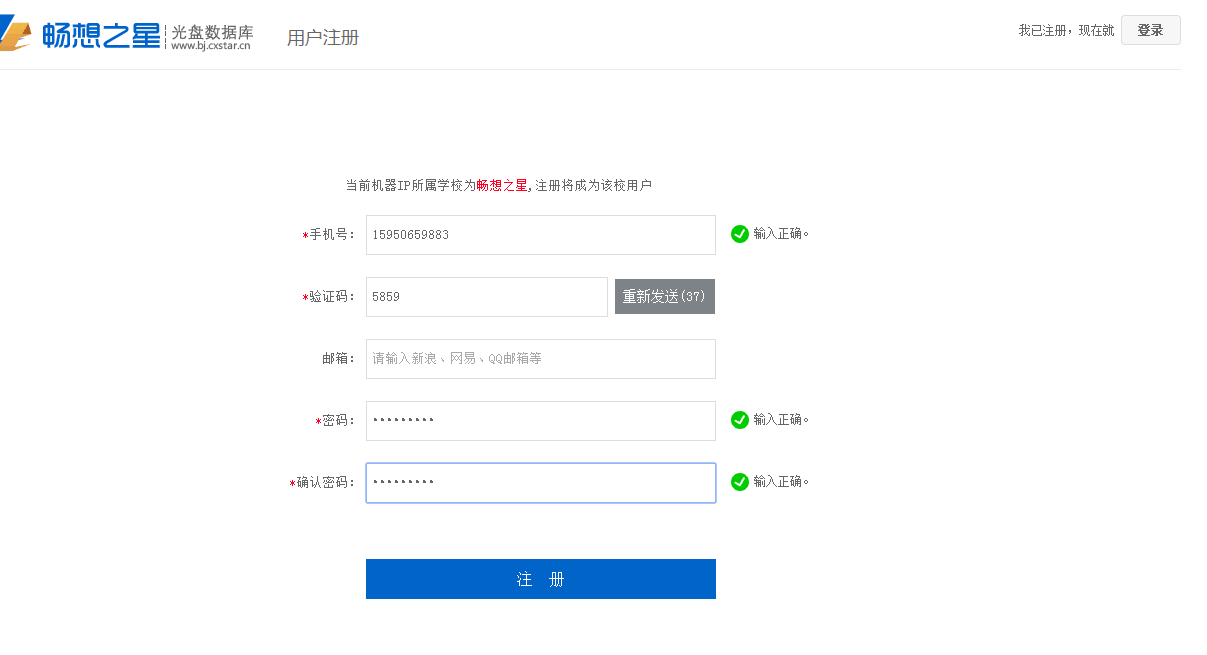 畅想之星 光盘数据库 用户注册 我已注册，现在就 登录
www.bj.cxstar.cn
当前机器IP所属学校为畅想之星,注册将成为该校用户
*手机号： 15950659883 输入正确。
*验证码： 5859 重新发送(37)
邮箱： 请输入新浪、网易、QQ邮箱等
*密码： ••••••••• 输入正确。
*确认密码： ••••••••• 输入正确。
注 册